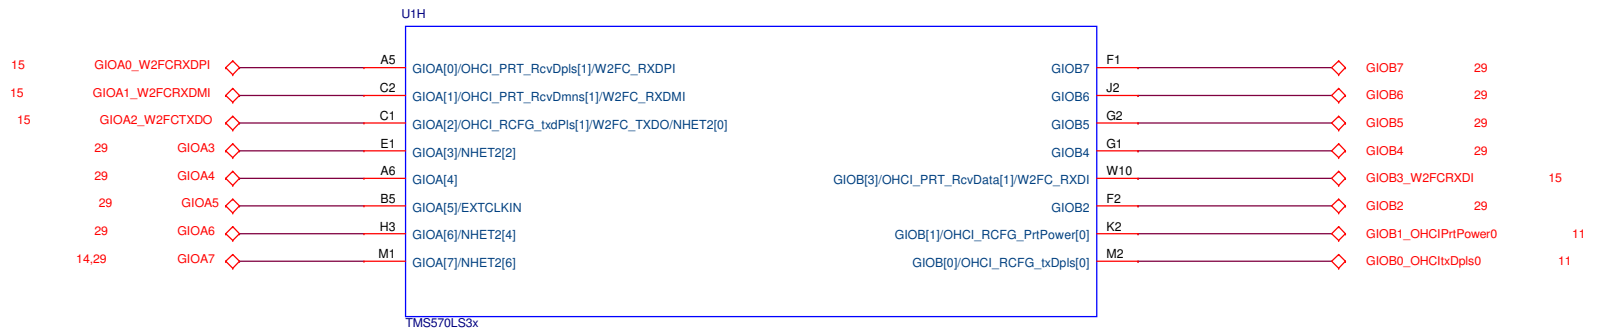 U1H
15 GIOA0_W2FCRXDPI A5 GIOA[0]/OHCI_PRT_RcvDpls[1]/W2FC_RXDPI GIOB7 F1 GIOB7 29
15 GIOA1_W2FCRXDMI C2 GIOA[1]/OHCI_PRT_RcvDmns[1]/W2FC_RXDMI GIOB6 J2 GIOB6 29
15 GIOA2_W2FCTXDO C1 GIOA[2]/OHCI_RCFG_txdPls[1]/W2FC_TXDO/NHET2[0] GIOB5 G2 GIOB5 29
29 GIOA3 E1 GIOA[3]/NHET2[2] GIOB4 G1 GIOB4 29
29 GIOA4 A6 GIOA[4] GIOB[3]/OHCI_PRT_RcvData[1]/W2FC_RXDI W10 GIOB3_W2FCRXDI 15
29 GIOA5 B5 GIOA[5]/EXTCLKIN GIOB2 F2 GIOB2 29
29 GIOA6 H3 GIOA[6]/NHET2[4] GIOB[1]/OHCI_RCFG_PrtPower[0] K2 GIOB1_OHCIPrtPower0 11
14,29 GIOA7 M1 GIOA[7]/NHET2[6] GIOB[0]/OHCI_RCFG_txDpls[0] M2 GIOB0_OHCItxDpls0 11
TMS570LS3x